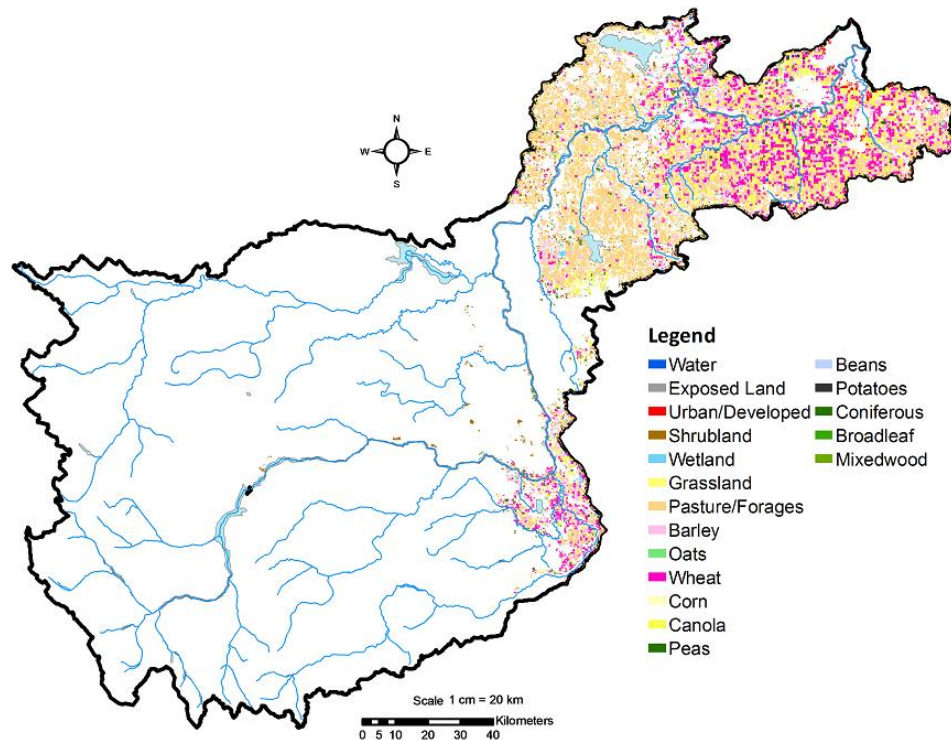 N
W E
S
Legend
Water
Exposed Land
Urban/Developed
Shrubland
Wetland
Grassland
Pasture/Forages
Barley
Oats
Wheat
Corn
Canola
Peas
Beans
Potatoes
Coniferous
Broadleaf
Mixedwood
Scale 1 cm = 20 km
Kilometers
0 5 10 20 30 40